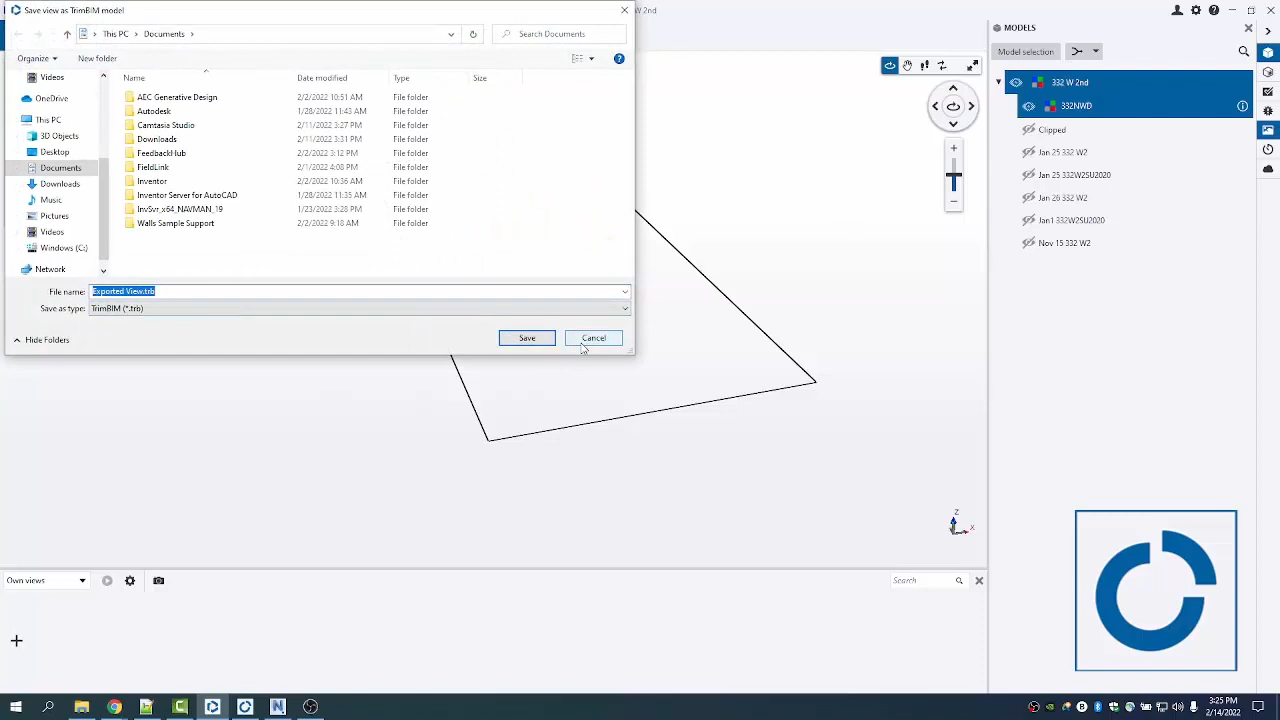 Save view as TrimBIM model
W 2nd
This PC > Documents >
Search Documents
Organize
New folder
Name Date modified Type Size
Videos
OneDrive
This PC
3D Objects
Desktop
Documents
Downloads
Music
Pictures
Videos
Windows (C:)
Network
AEC Generative Design 2/2/2022 10:51 AM File folder
Autodesk 1/28/2022 11:43 AM File folder
Camtasia Studio 2/11/2022 3:27 PM File folder
Downloads 2/11/2022 3:31 PM File folder
FeedbackHub 2/2/2022 3:12 PM File folder
FieldLink 2/1/2022 4:08 PM File folder
Inventor 2/2/2022 10:36 AM File folder
Inventor Server for AutoCAD 1/28/2022 11:35 AM File folder
InvSvr_x64_NAVMAN_19 1/23/2022 3:28 PM File folder
Walls Sample Support 2/2/2022 9:18 AM File folder
File name: Exported View.trb
Save as type: TrimBIM (*.trb)
Hide Folders
Save
Cancel
MODELS
Model selection
332 W 2nd
332NWD
Clipped
Jan 25 332 W2
Jan 25 332W2SU2020
Jan 26 332 W2
Jan1 332W2SU2020
Nov 15 332 W2
Z
X
Own views
Search
3:25 PM
2/14/2022